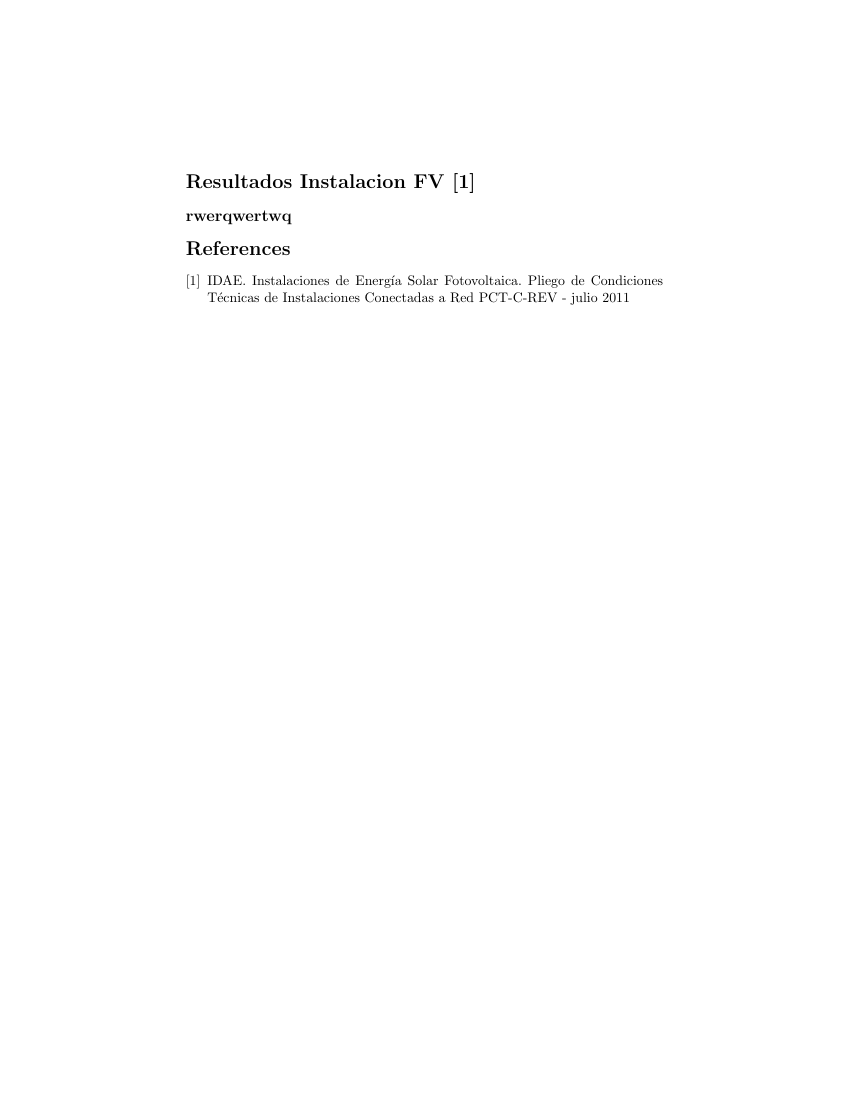 Resultados Instalacion FV [1]
rwerqwertwq
References
[1] IDAE. Instalaciones de Energía Solar Fotovoltaica. Pliego de Condiciones
Técnicas de Instalaciones Conectadas a Red PCT-C-REV - julio 2011